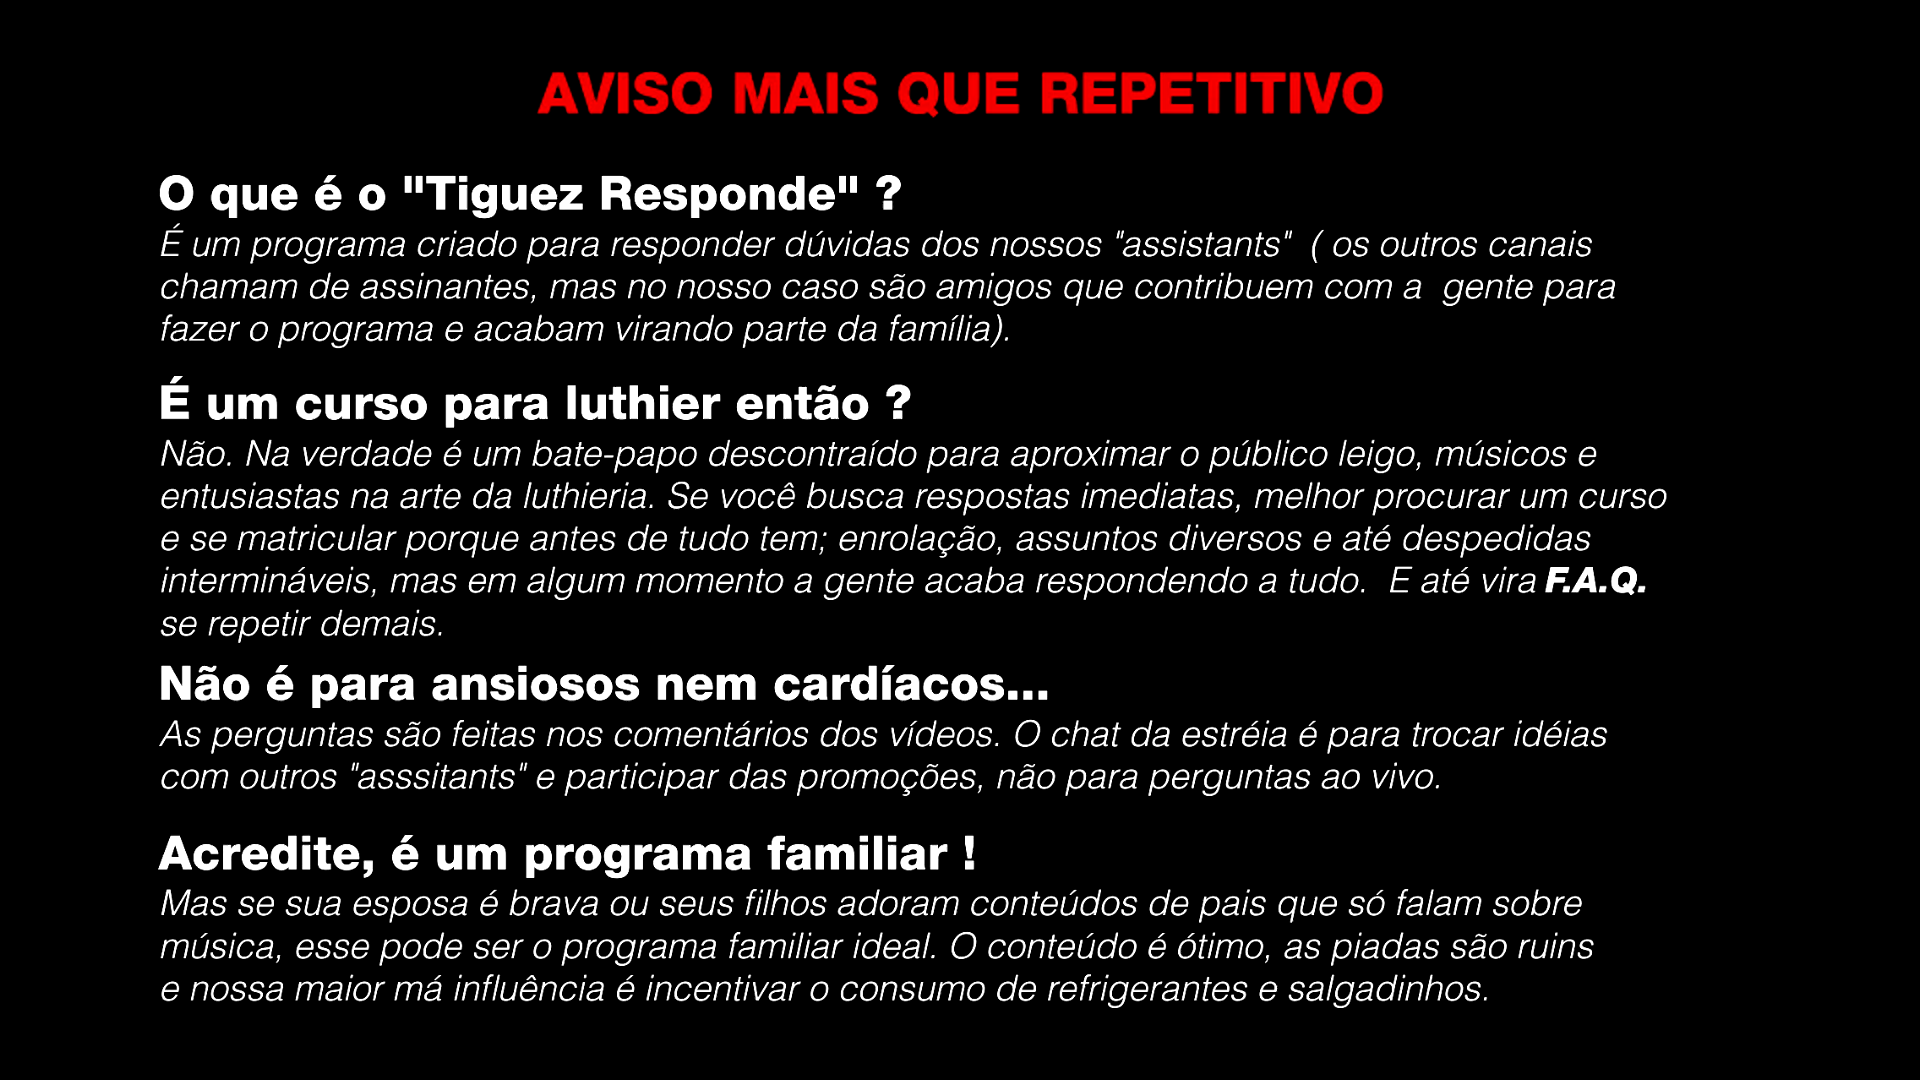 AVISO MAIS QUE REPETITIVO
O que é o "Tiguez Responde" ?
É um programa criado para responder dúvidas dos nossos "assistants"  ( os outros canais
chamam de assinantes, mas no nosso caso são amigos que contribuem com a  gente para
fazer o programa e acabam virando parte da família).
É um curso para luthier então ?
Não. Na verdade é um bate-papo descontraído para aproximar o público leigo, músicos e
entusiastas na arte da luthieria. Se você busca respostas imediatas, melhor procurar um curso
e se matricular porque antes de tudo tem; enrolação, assuntos diversos e até despedidas
intermináveis, mas em algum momento a gente acaba respondendo a tudo.  E até vira F.A.Q.
se repetir demais.
Não é para ansiosos nem cardíacos...
As perguntas são feitas nos comentários dos vídeos. O chat da estréia é para trocar idéias
com outros "asssitants" e participar das promoções, não para perguntas ao vivo.
Acredite, é um programa familiar !
Mas se sua esposa é brava ou seus filhos adoram conteúdos de pais que só falam sobre
música, esse pode ser o programa familiar ideal. O conteúdo é ótimo, as piadas são ruins
e nossa maior má influência é incentivar o consumo de refrigerantes e salgadinhos.